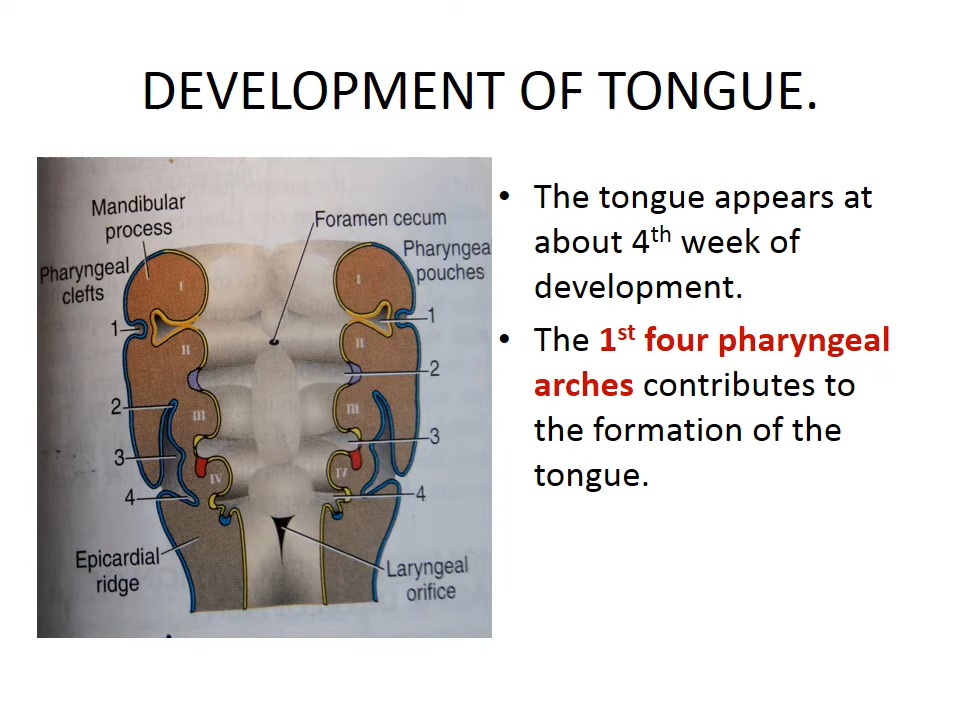 DEVELOPMENT OF TONGUE.
Mandibular
process
Foramen cecum
Pharyngeal
clefts
Pharyngea
pouches
I
I
1
1
II
II
2
2
III
III
3
3
IV
IV
4
4
Epicardial
ridge
Laryngeal
orifice
• The tongue appears at
about 4th week of
development.
• The 1st four pharyngeal
arches contributes to
the formation of the
tongue.